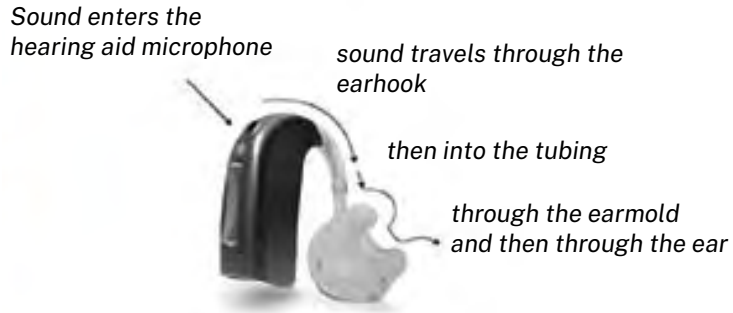 Sound enters the
hearing aid microphone
sound travels through the
earhook
then into the tubing
through the earmold
and then through the ear